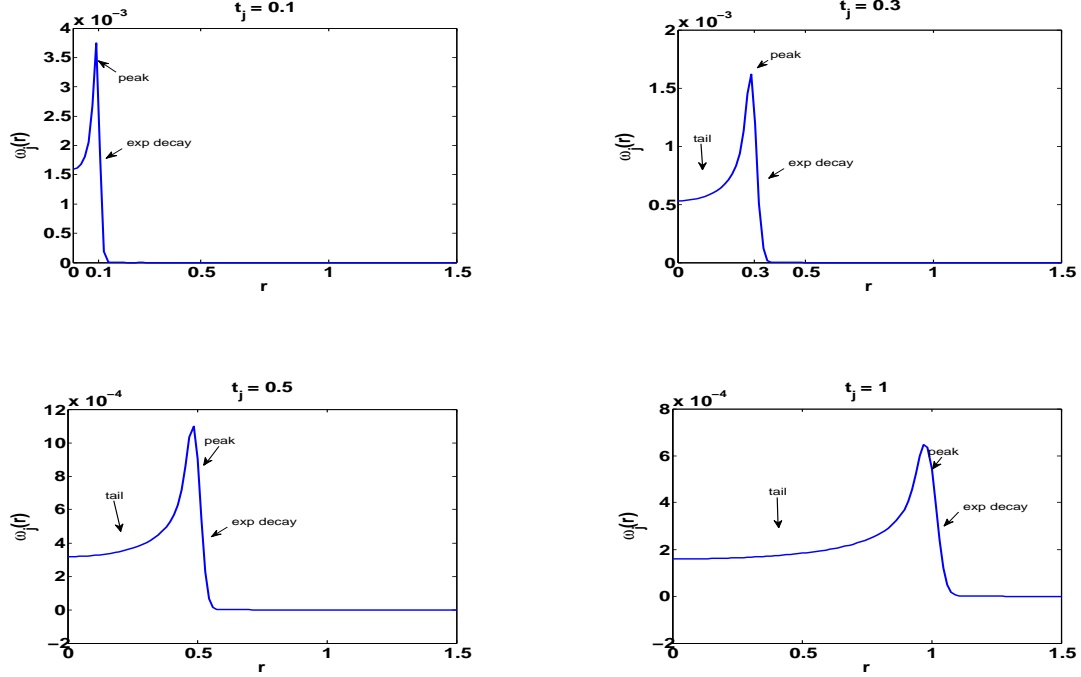 t_j = 0.1
x 10^−3
4
3.5
3
2.5
2
1.5
1
0.5
0
ω_j(r)
peak
exp decay
0 0.1 0.5 1 1.5
r
t_j = 0.3
x 10^−3
2
1.5
1
0.5
0
ω_j(r)
peak
tail
exp decay
0 0.3 0.5 1 1.5
r
t_j = 0.5
x 10^−4
12
10
8
6
4
2
0
−2
ω_j(r)
peak
tail
exp decay
0 0.5 1 1.5
r
t_j = 1
x 10^−4
8
6
4
2
0
−2
ω_j(r)
peak
tail
exp decay
0 0.5 1 1.5
r